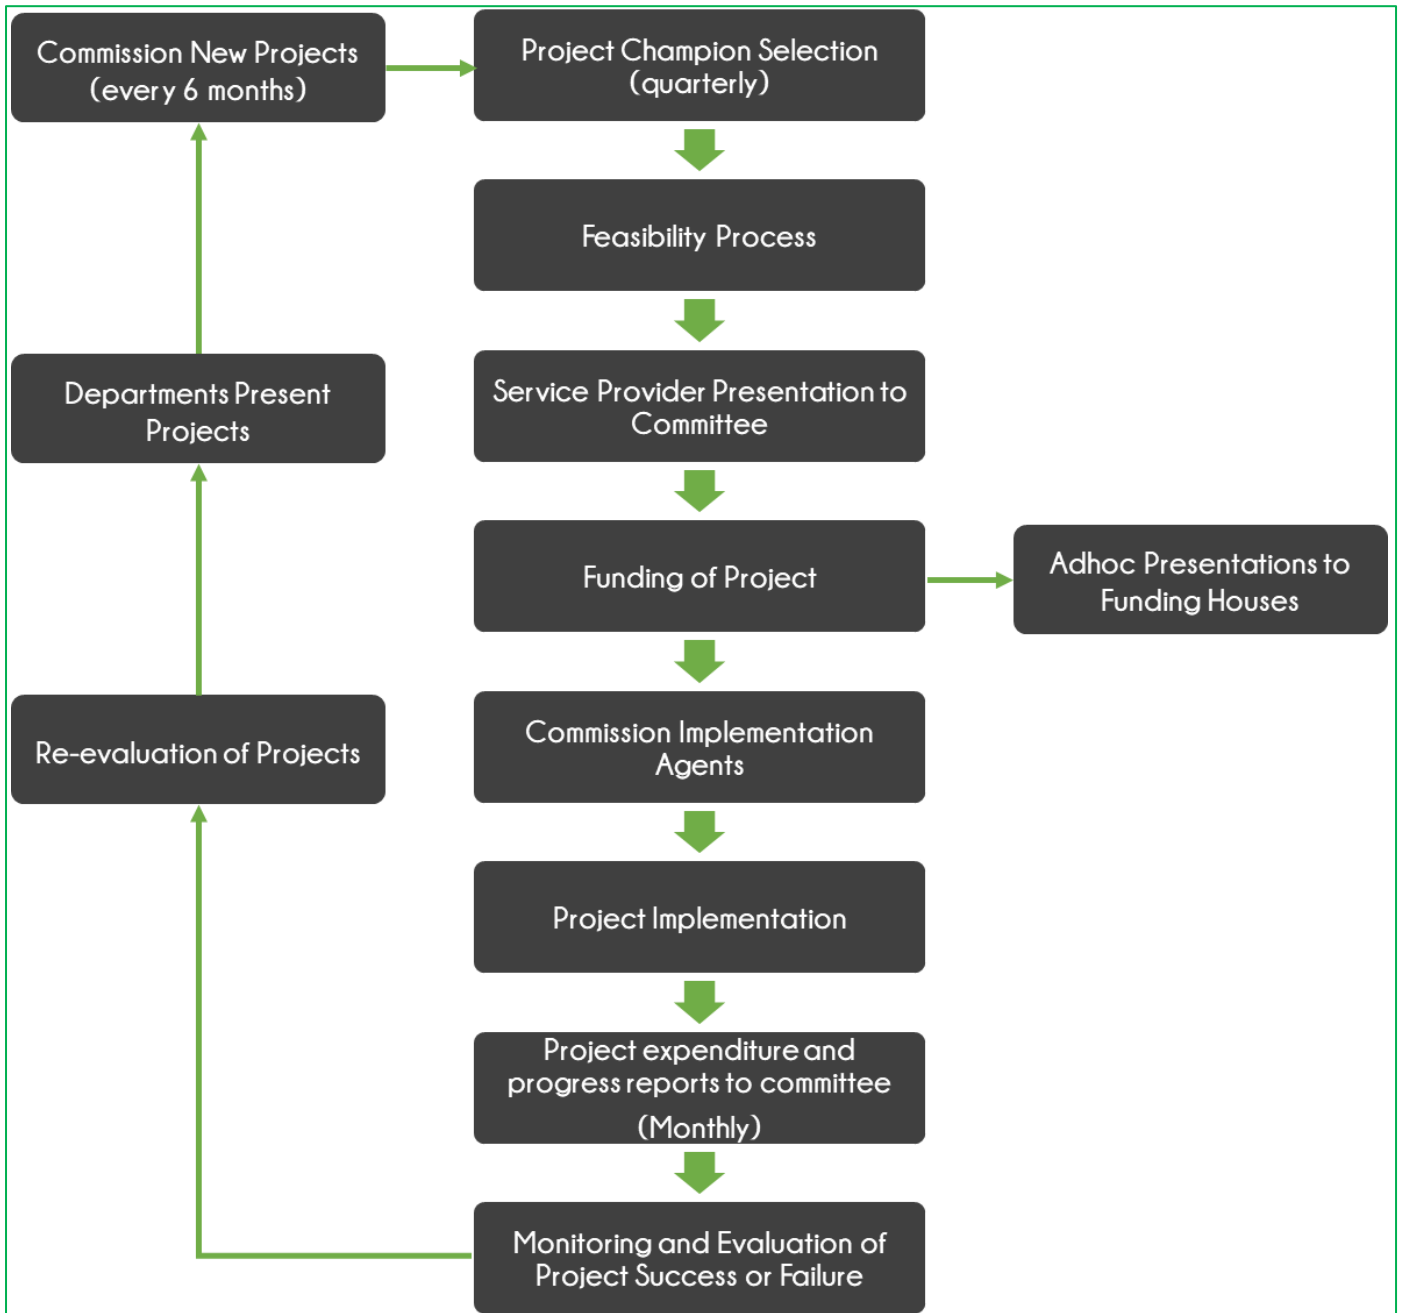 Commission New Projects
(every 6 months)
Project Champion Selection
(quarterly)
Feasibility Process
Service Provider Presentation to
Committee
Departments Present
Projects
Funding of Project
Adhoc Presentations to
Funding Houses
Commission Implementation
Agents
Re-evaluation of Projects
Project Implementation
Project expenditure and
progress reports to committee
(Monthly)
Monitoring and Evaluation of
Project Success or Failure